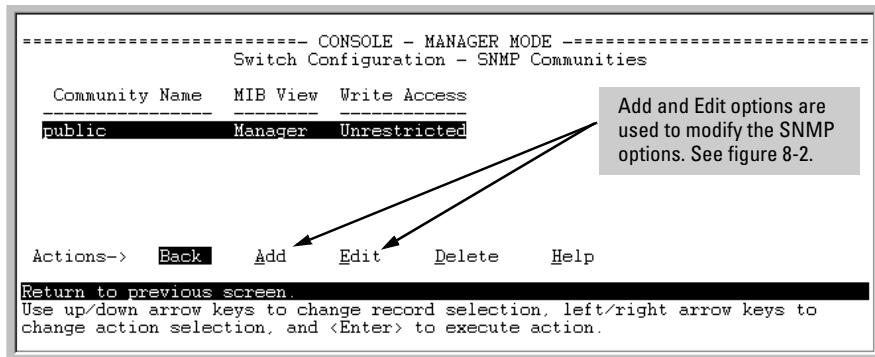 ==========================- CONSOLE - MANAGER MODE -============================
Switch Configuration - SNMP Communities
Community Name MIB View Write Access
---------------- -------- ------------
public Manager Unrestricted
Add and Edit options are
used to modify the SNMP
options. See figure 8-2.
Actions-> Back Add Edit Delete Help
Return to previous screen.
Use up/down arrow keys to change record selection, left/right arrow keys to
change action selection, and <Enter> to execute action.